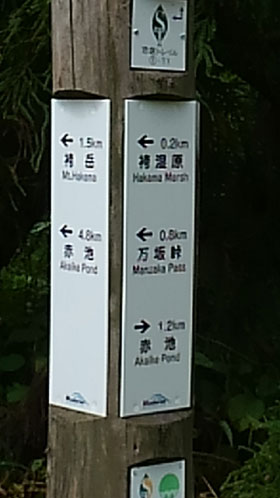 ← 1.5km
袴岳
Mt.Hakama
← 4.8km
赤池
Akaike Pond
← 0.2km
袴湿原
Hakama Marsh
← 0.8km
万坂峠
Manzaka Pass
→ 1.2km
赤池
Akaike Pond